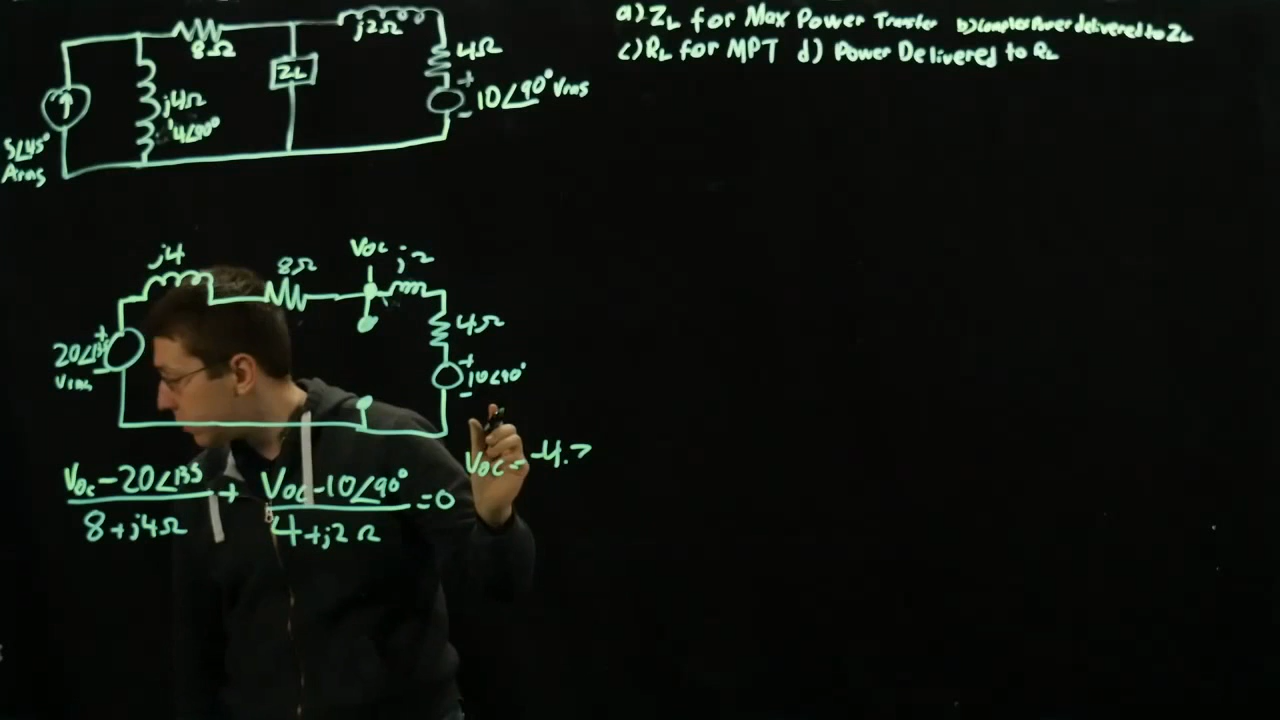 a) ZL for Max Power Transfer b) Complex Power delivered to ZL
c) RL for MPT d) Power Delivered to RL
8Ω
j2Ω
ZL
4Ω
+
10∠90° Vrms
-
j4Ω
4∠90°
5∠45°
Arms
j4
8Ω
Voc
j2
4Ω
+
20∠135
Vrms
-
+
10∠90°
-
Voc = -4.7
Voc - 20∠135 + Voc - 10∠90° = 0
8 + j4Ω 4 + j2Ω